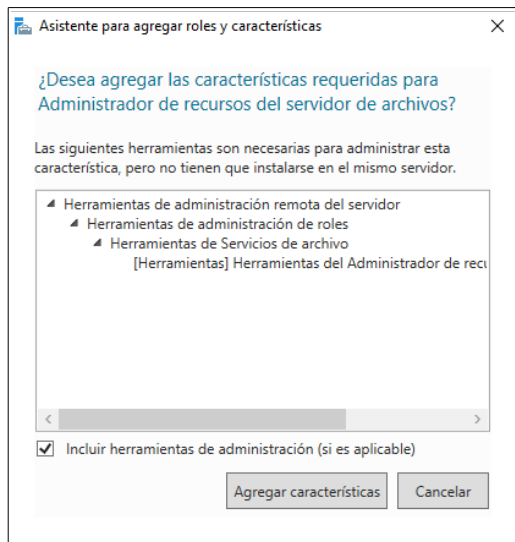 Asistente para agregar roles y características
¿Desea agregar las características requeridas para
Administrador de recursos del servidor de archivos?
Las siguientes herramientas son necesarias para administrar esta
característica, pero no tienen que instalarse en el mismo servidor.
Herramientas de administración remota del servidor
Herramientas de administración de roles
Herramientas de Servicios de archivo
[Herramientas] Herramientas del Administrador de recu
Incluir herramientas de administración (si es aplicable)
Agregar características
Cancelar